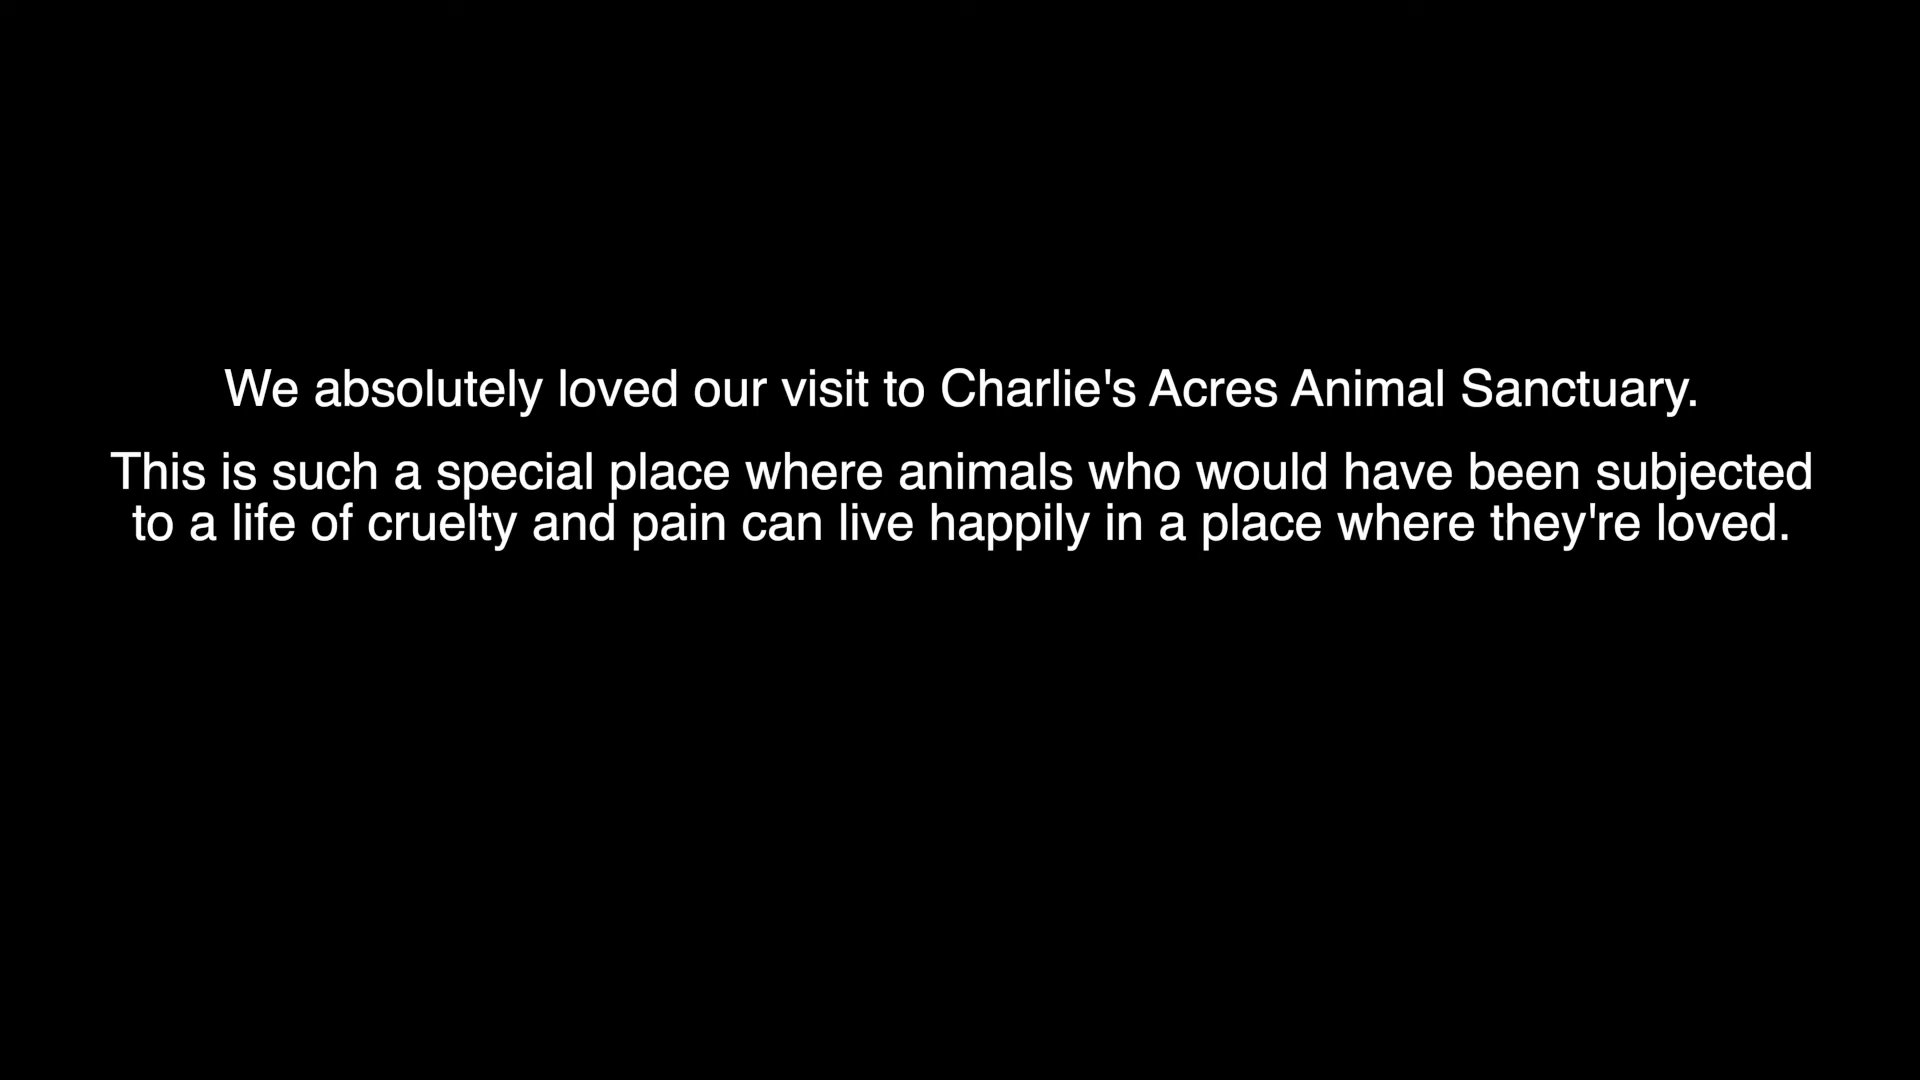 We absolutely loved our visit to Charlie's Acres Animal Sanctuary.
This is such a special place where animals who would have been subjected
to a life of cruelty and pain can live happily in a place where they're loved.